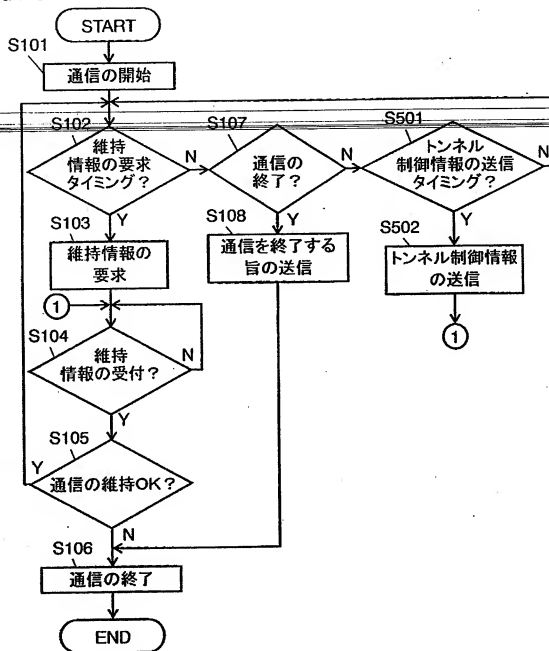 START
S101
通信の開始
S102
維持
情報の要求
タイミング？
N
Y
S107
通信の
終了？
N
Y
S501
トンネル
制御情報の送信
タイミング？
N
Y
S103
維持情報の
要求
S108
通信を終了する
旨の送信
S502
トンネル制御情報
の送信
1
1
S104
維持
情報の受付？
N
Y
S105
Y
通信の維持OK？
N
S106
通信の終了
END